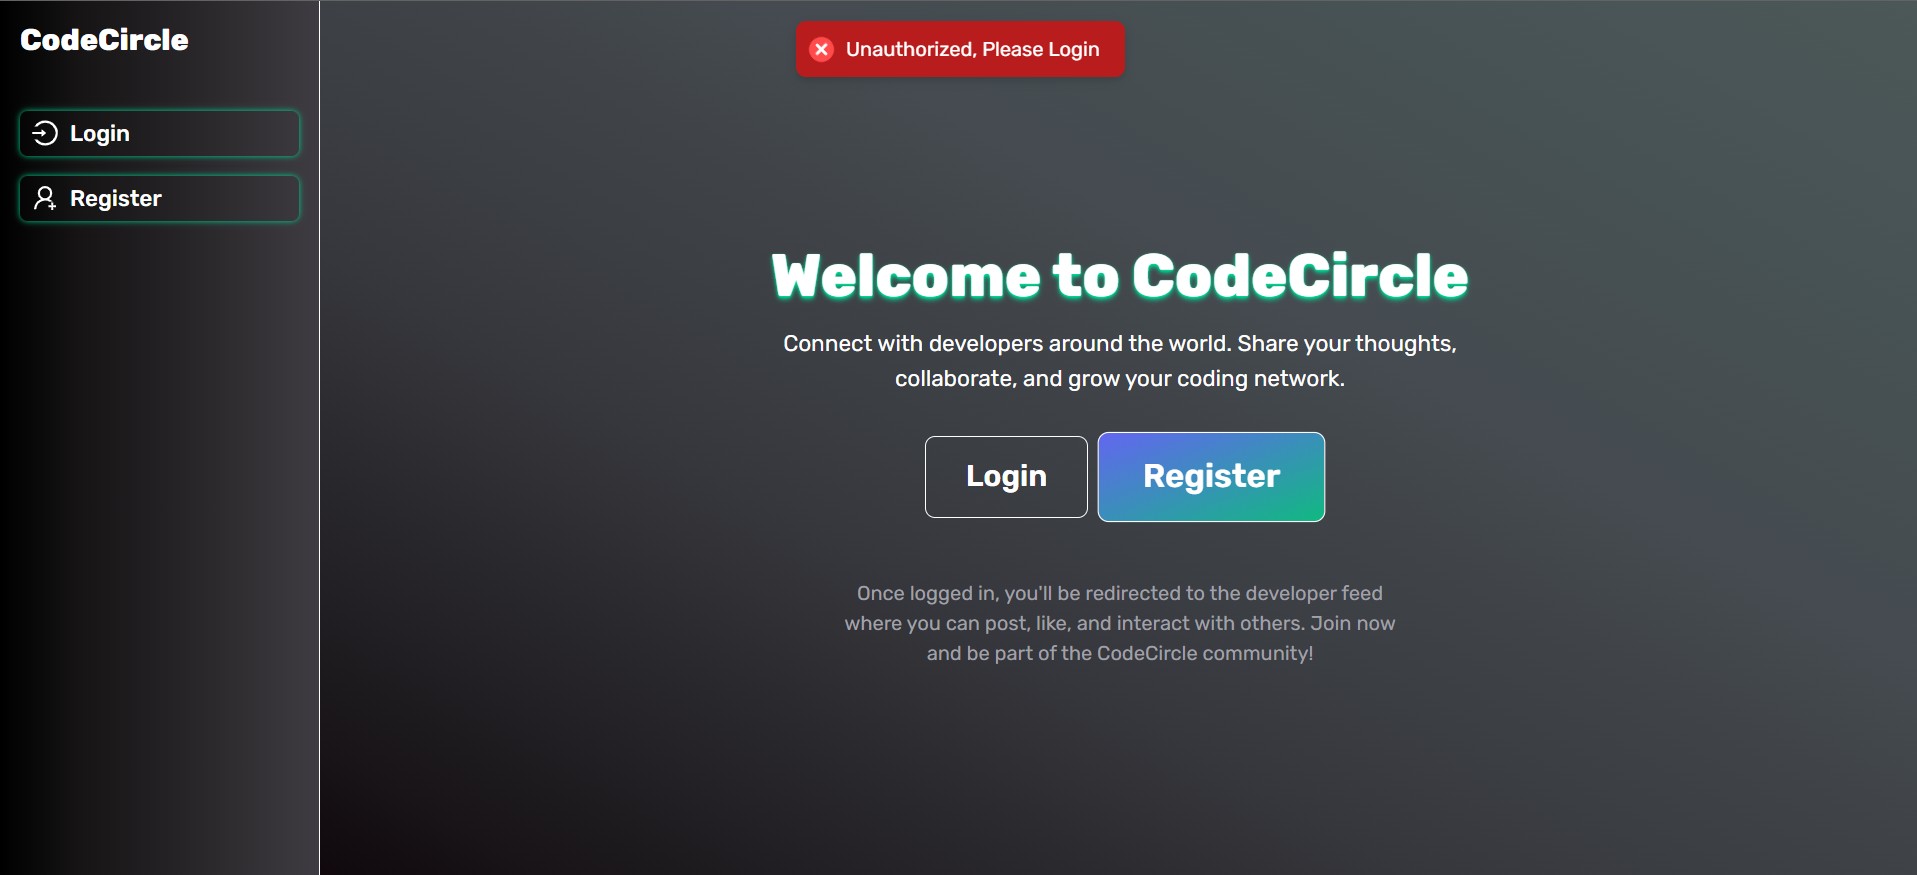 CodeCircle
Login
Register
Unauthorized, Please Login
Welcome to CodeCircle
Connect with developers around the world. Share your thoughts,
collaborate, and grow your coding network.
Login
Register
Once logged in, you'll be redirected to the developer feed
where you can post, like, and interact with others. Join now
and be part of the CodeCircle community!